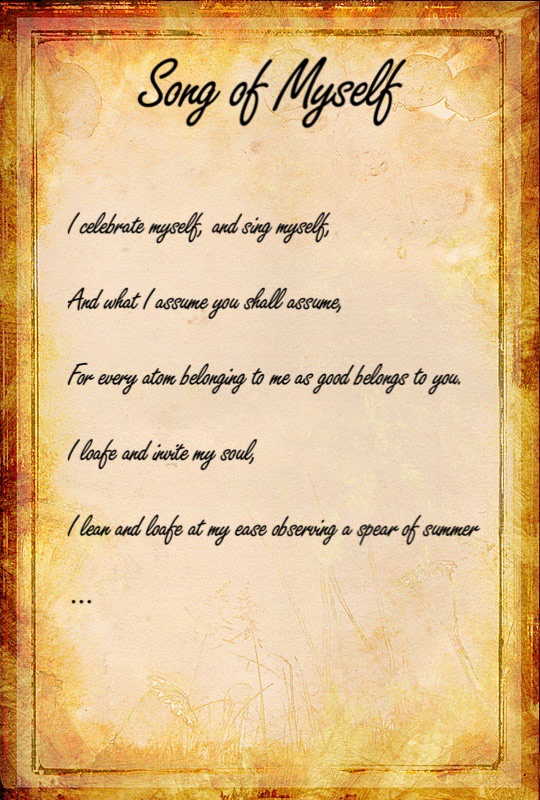 Song of Myself
I celebrate myself, and sing myself,
And what I assume you shall assume,
For every atom belonging to me as good belongs to you.
I loafe and invite my soul,
I lean and loafe at my ease observing a spear of summer
...